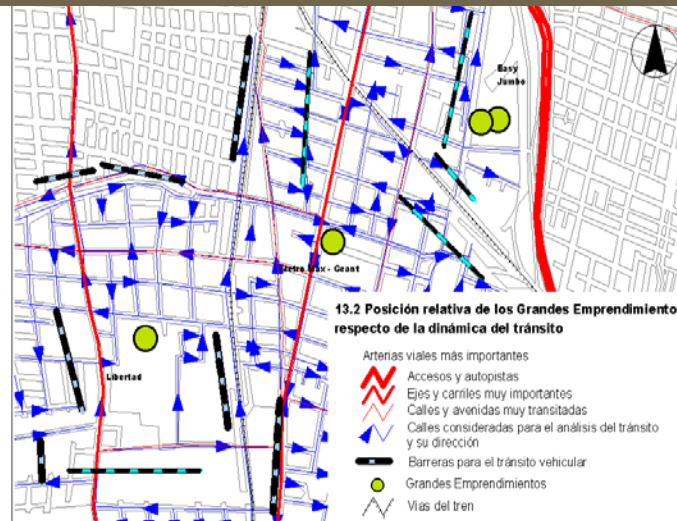 Easy
Jumbo
Metro Max - Geant
Libertad
13.2 Posición relativa de los Grandes Emprendimiento
respecto de la dinámica del tránsito
Arterias viales más importantes
Accesos y autopistas
Ejes y carriles muy importantes
Calles y avenidas muy transitadas
Calles consideradas para el análisis del tránsito
y su dirección
Barreras para el tránsito vehicular
Grandes Emprendimientos
Vias del tren